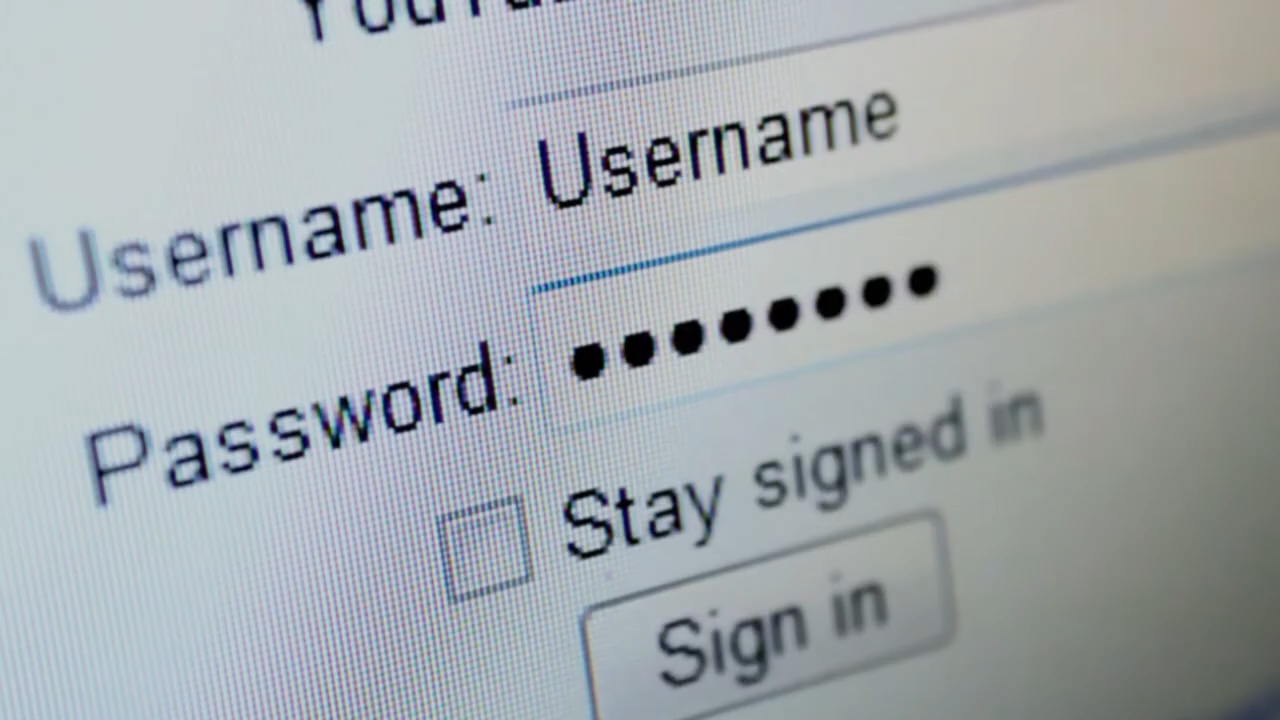 Username: Username
Password: ••••••••
Stay signed in
Sign in